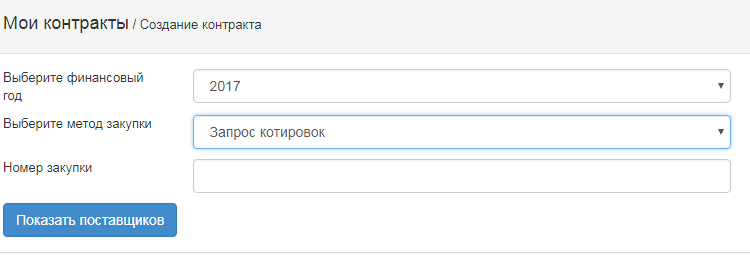 Мои контракты / Создание контракта
Выберите финансовый
год
2017
Выберите метод закупки
Запрос котировок
Номер закупки
Показать поставщиков